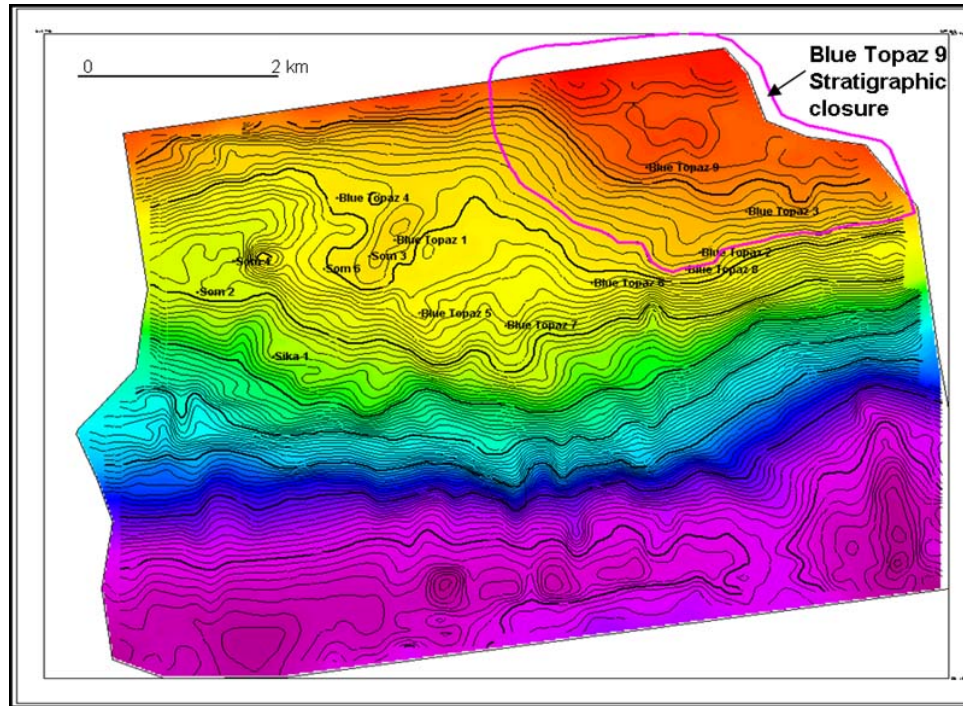 0 2 km
Blue Topaz 9
Stratigraphic
closure
Blue Topaz 9
Blue Topaz 4
Blue Topaz 3
Blue Topaz 1
Blue Topaz 2
Som 3
Som 4
Som 6
Blue Topaz 8
Blue Topaz 6
Som 2
Blue Topaz 5
Blue Topaz 7
Sika 1